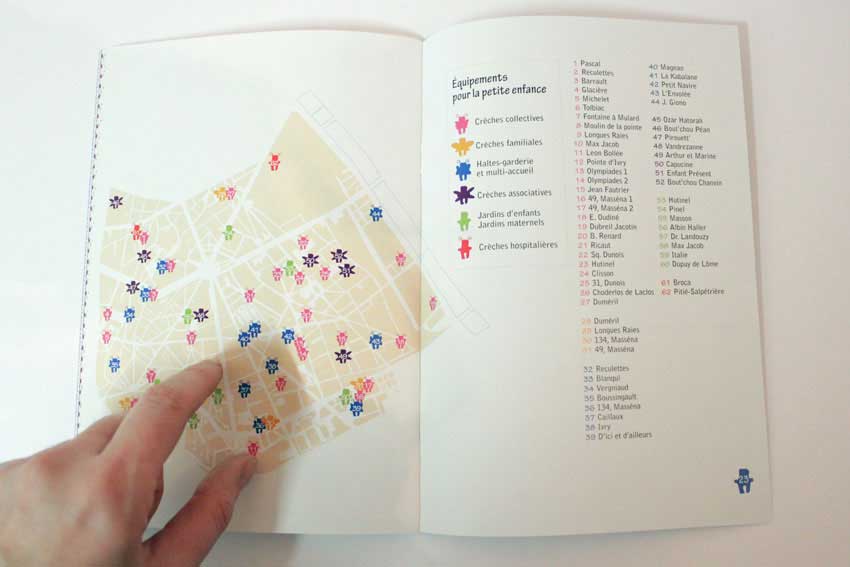 Équipements
pour la petite enfance
Crèches collectives
Crèches familiales
Haltes-garderie
et multi-accueil
Crèches associatives
Jardins d'enfants
Jardins maternels
Crèches hospitalières
1 Pascal
2 Reculettes
3 Barrault
4 Glacière
5 Michelet
6 Tolbiac
7 Fontaine à Mulard
8 Moulin de la pointe
9 Longues Raies
10 Max Jacob
11 Leon Bollée
12 Pointe d'Ivry
13 Olympiades 1
14 Olympiades 2
15 Jean Fautrier
16 49, Masséna 1
17 49, Masséna 2
18 E. Oudiné
19 Dubreil Jacotin
20 B. Renard
21 Ricaut
22 Sq. Dunois
23 Hutinel
24 Clisson
25 31, Dunois
26 Choderlos de Laclos
27 Duméril
28 Duméril
29 Longues Raies
30 134, Masséna
31 49, Masséna
32 Reculettes
33 Blanqui
34 Vergniaud
35 Boussingault
36 134, Masséna
37 Caillaux
38 Ivry
39 D'ici et d'ailleurs
40 Magnan
41 La Kabalane
42 Petit Navire
43 L'Envolée
44 J. Giono
45 Ozar Hatorah
46 Bout'chou Péan
47 Pirouett'
48 Vandrezanne
49 Arthur et Marine
50 Capucine
51 Enfant Présent
52 Bout'chou Chanvin
53 Hutinel
54 Pinel
55 Masson
56 Albin Haller
57 Dr. Landouzy
58 Max Jacob
59 Italie
60 Dupuy de Lôme
61 Broca
62 Pitié-Salpêtrière
23